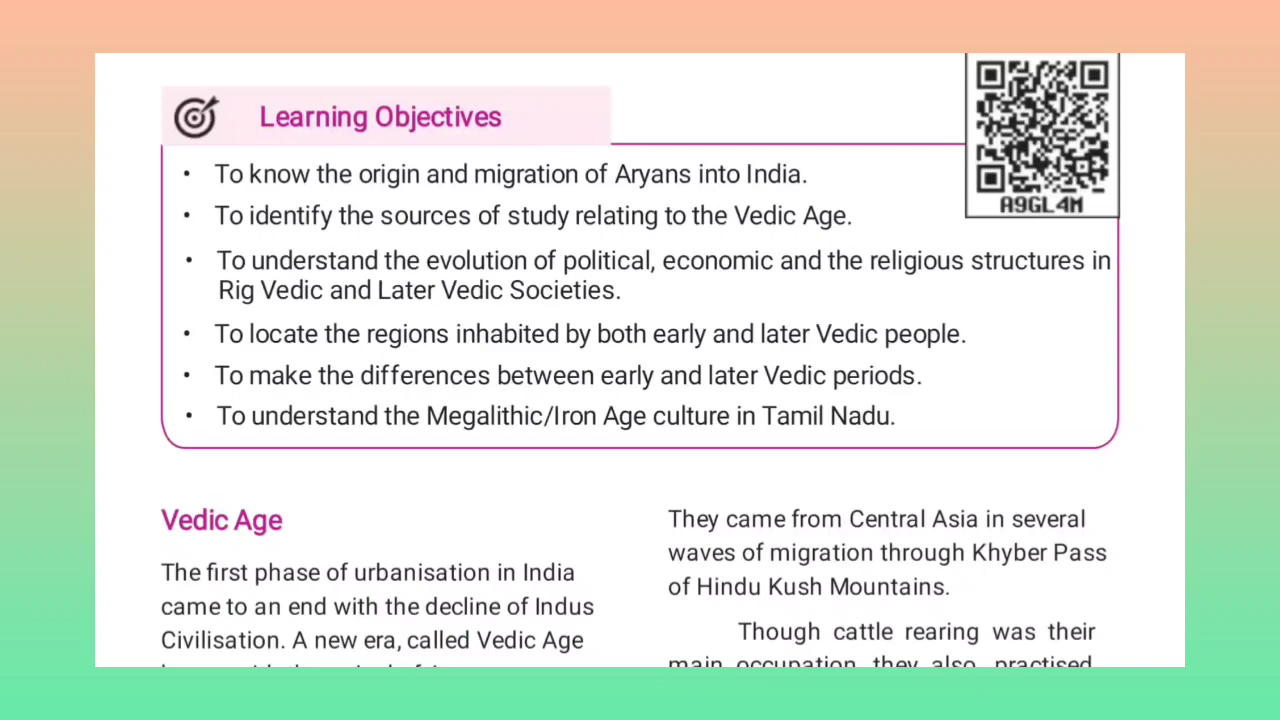 Learning Objectives
A9GL4M
• To know the origin and migration of Aryans into India.
• To identify the sources of study relating to the Vedic Age.
• To understand the evolution of political, economic and the religious structures in
Rig Vedic and Later Vedic Societies.
• To locate the regions inhabited by both early and later Vedic people.
• To make the differences between early and later Vedic periods.
• To understand the Megalithic/Iron Age culture in Tamil Nadu.
Vedic Age
The first phase of urbanisation in India
came to an end with the decline of Indus
Civilisation. A new era, called Vedic Age
They came from Central Asia in several
waves of migration through Khyber Pass
of Hindu Kush Mountains.
Though cattle rearing was their
main occupation, they also practised